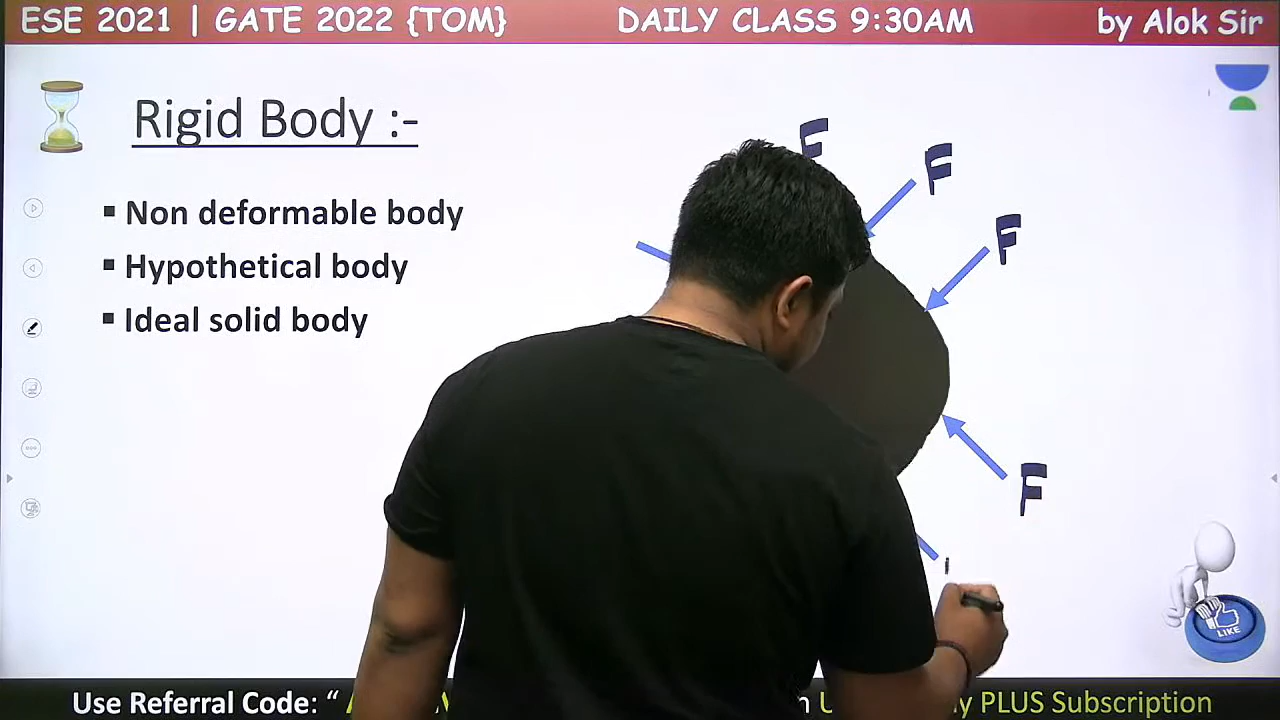 ESE 2021 | GATE 2022 {TOM} DAILY CLASS 9:30AM by Alok Sir
Rigid Body :-
▪ Non deformable body
▪ Hypothetical body
▪ Ideal solid body
F
F
F
F
LIKE
Use Referral Code: “ PLUS Subscription